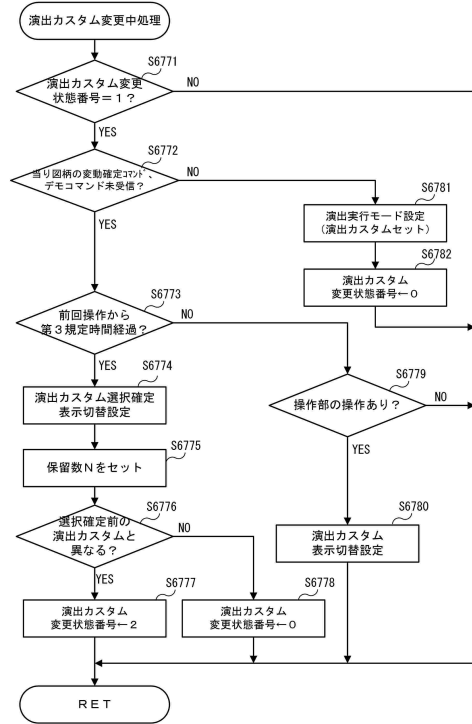 演出カスタム変更中処理
S6771
演出カスタム変更
状態番号＝１？
NO
YES
S6772
当り図柄の変動確定ｺﾏﾝﾄﾞ、
デモコマンド未受信？
NO
YES
S6781
演出実行モード設定
(演出カスタムセット)
S6782
演出カスタム
変更状態番号←０
S6773
前回操作から
第３規定時間経過？
NO
YES
S6774
演出カスタム選択確定
表示切替設定
S6779
操作部の操作あり？
NO
YES
S6775
保留数Ｎをセット
S6776
選択確定前の
演出カスタムと
異なる？
NO
YES
S6780
演出カスタム
表示切替設定
S6777
演出カスタム
変更状態番号←２
S6778
演出カスタム
変更状態番号←０
ＲＥＴ